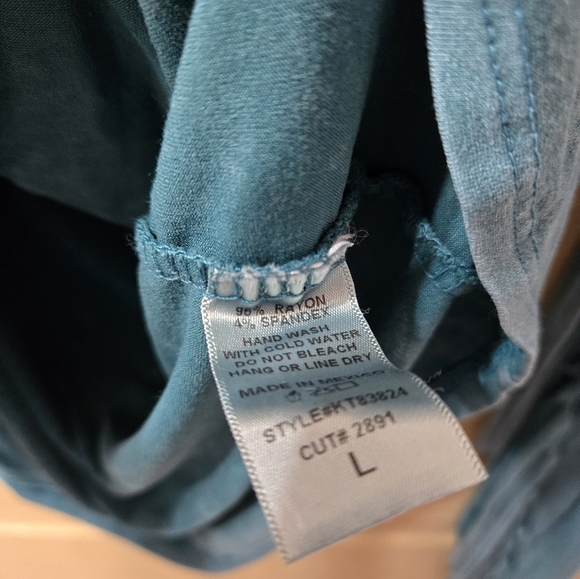 96% RAYON
4% SPANDEX
HAND WASH
WITH COLD WATER
DO NOT BLEACH
HANG OR LINE DRY
MADE IN MEXICO
STYLE#KT83824
CUT# 2891
L